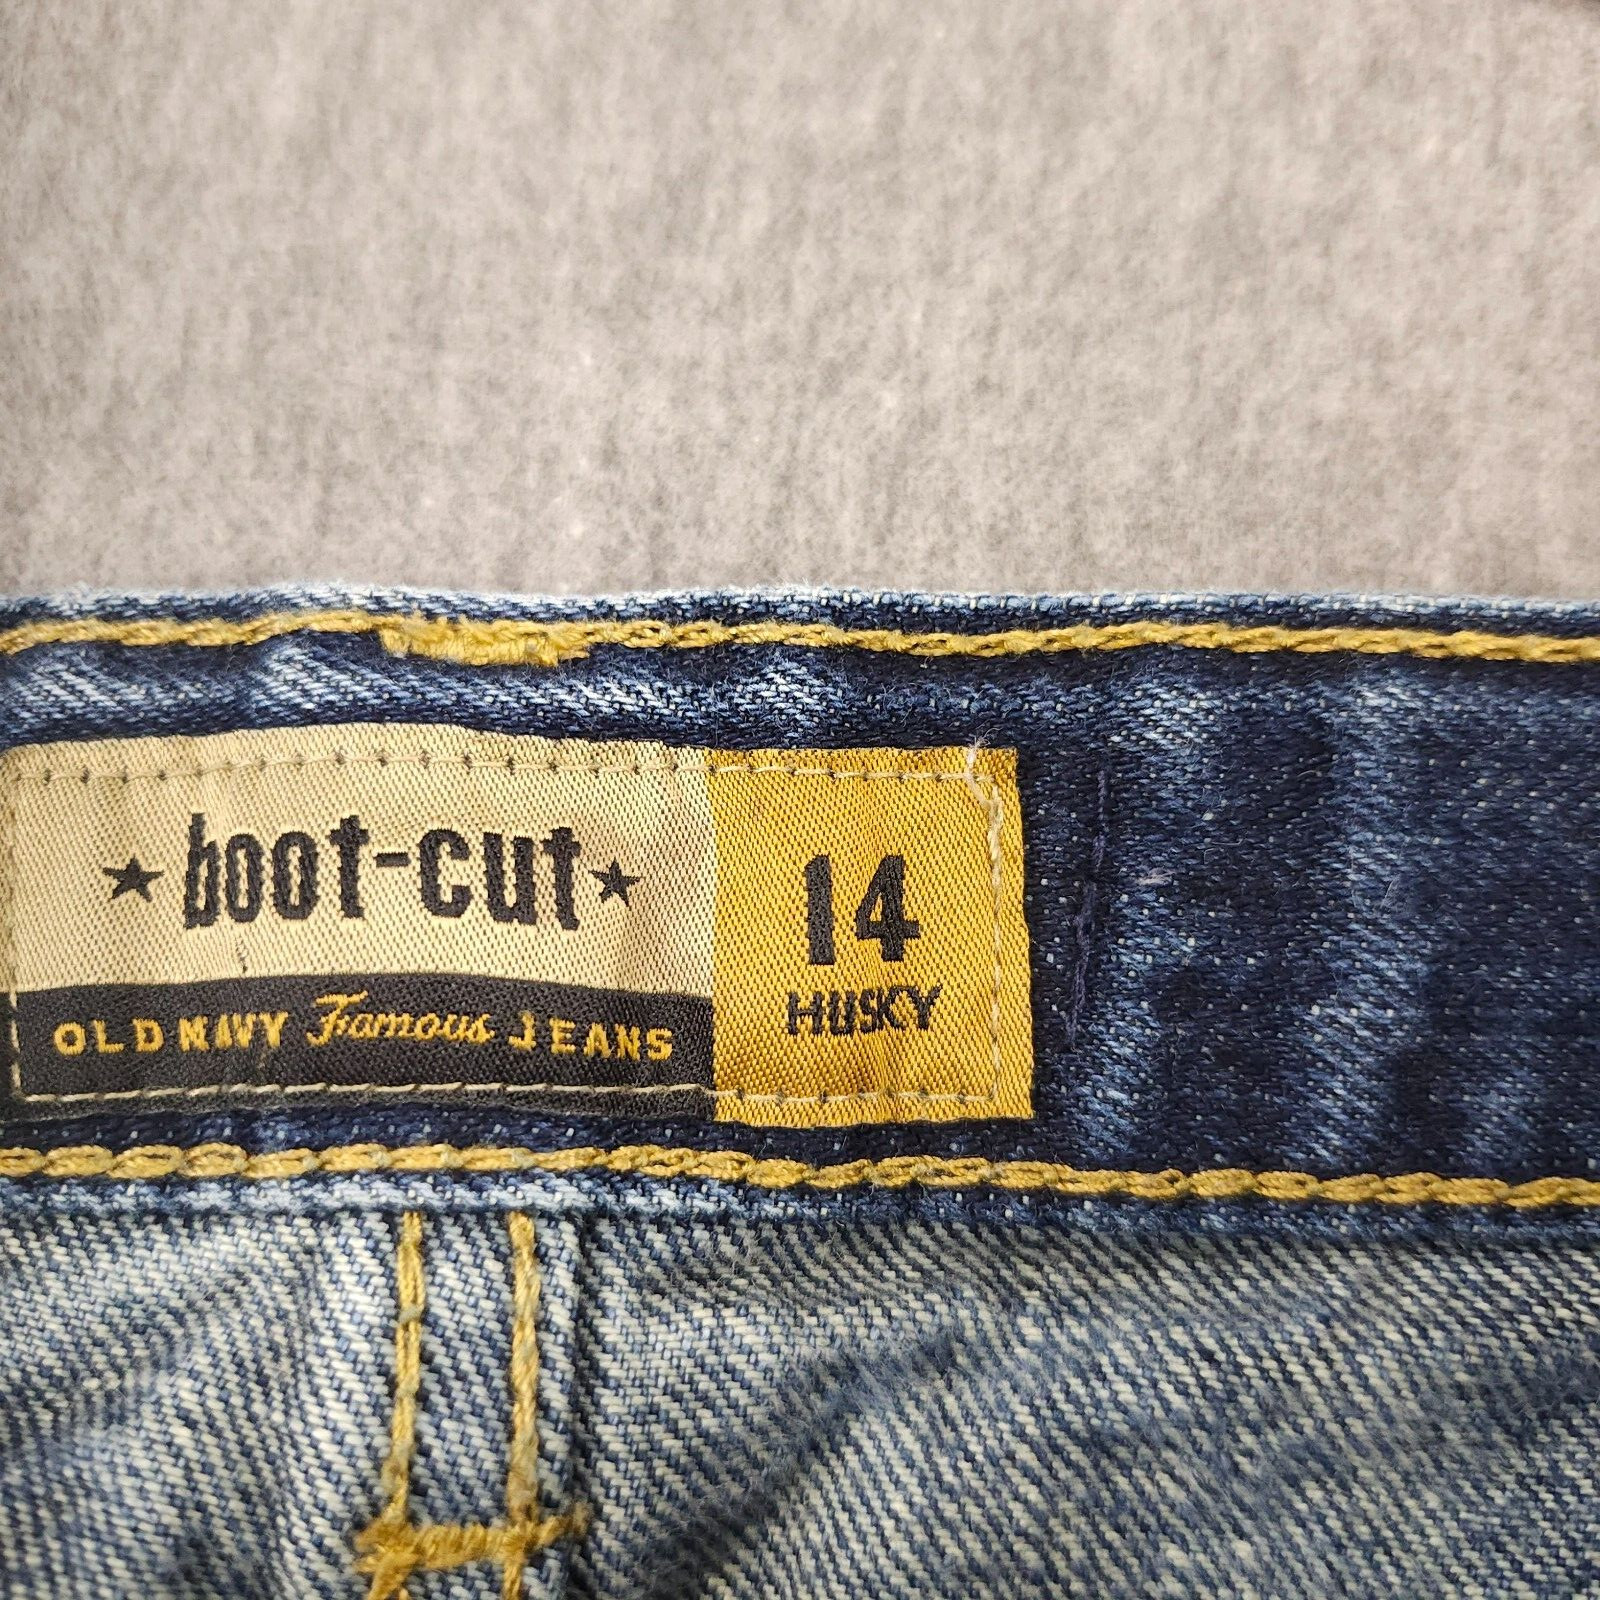 ★ boot-cut ★
OLD NAVY Famous JEANS
14
HUSKY